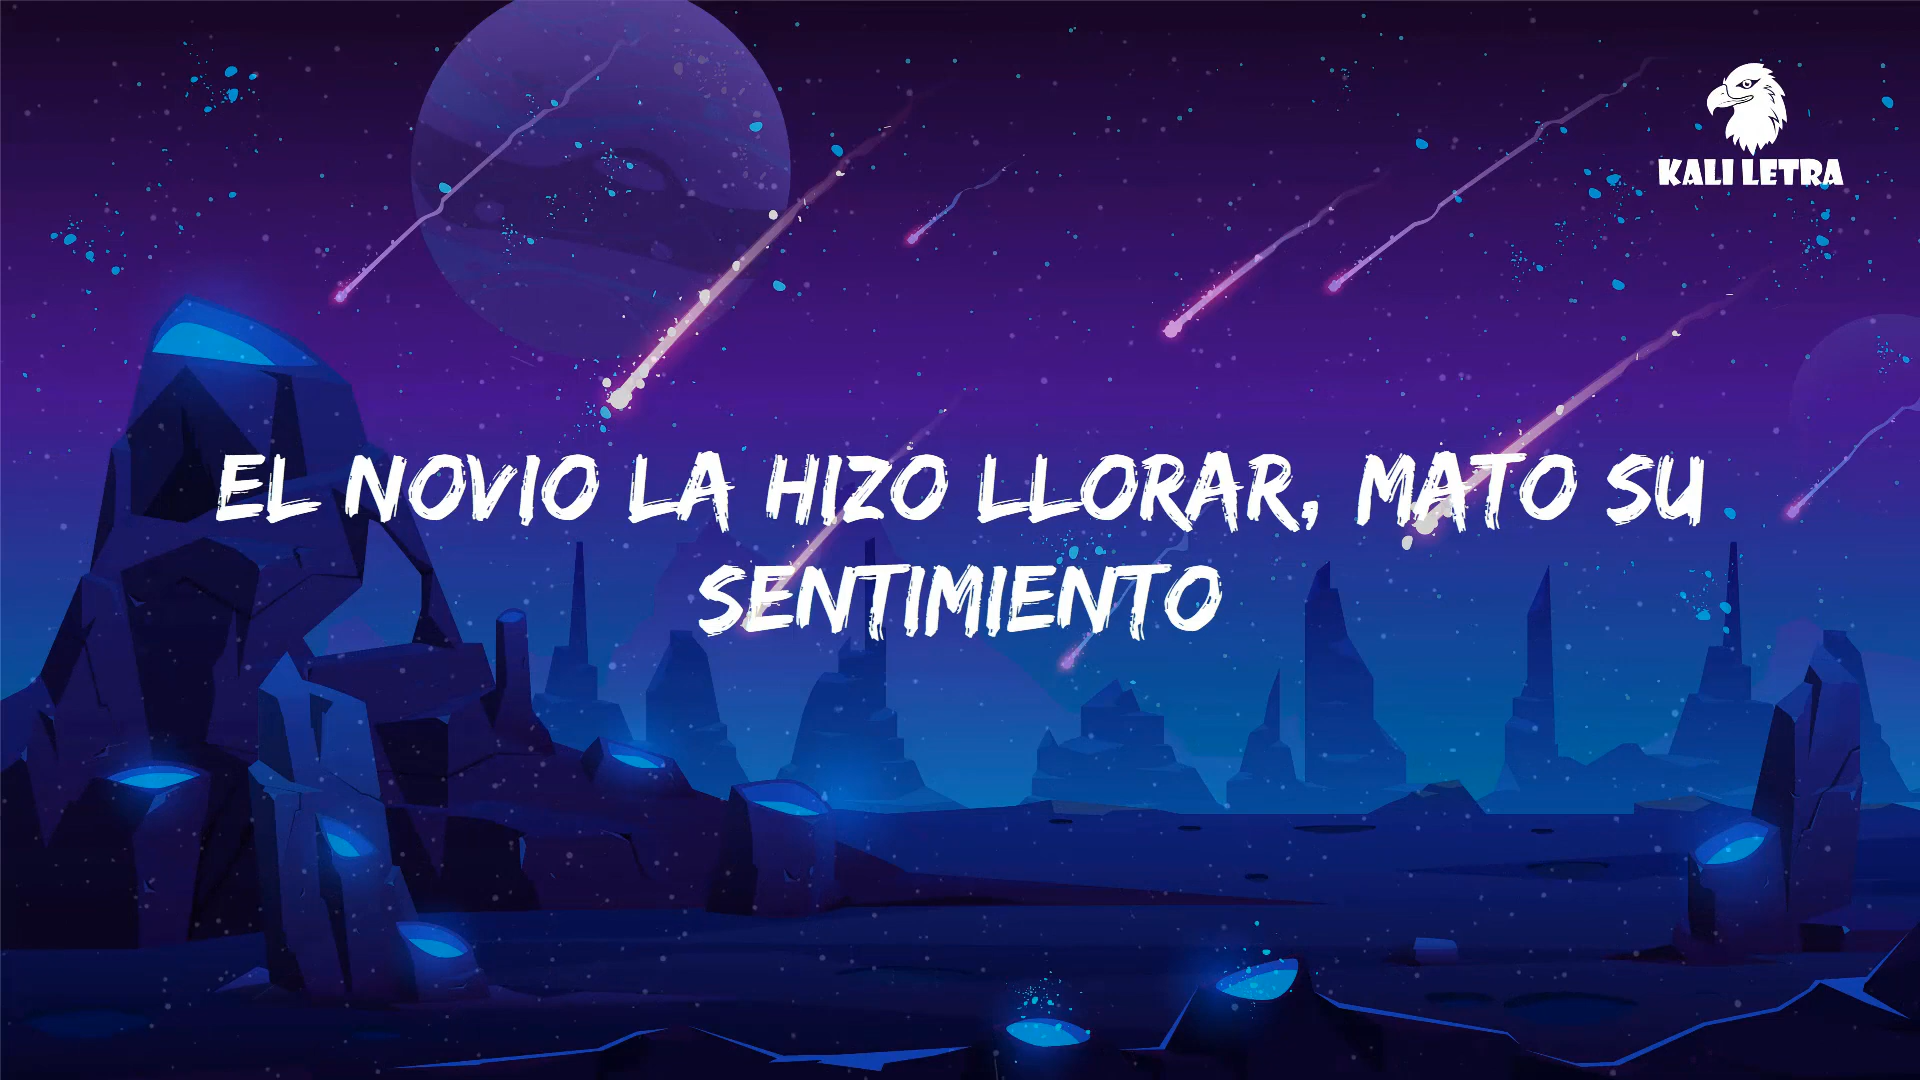 KALI LETRA
EL NOVIO LA HIZO LLORAR, MATO SU
SENTIMIENTO